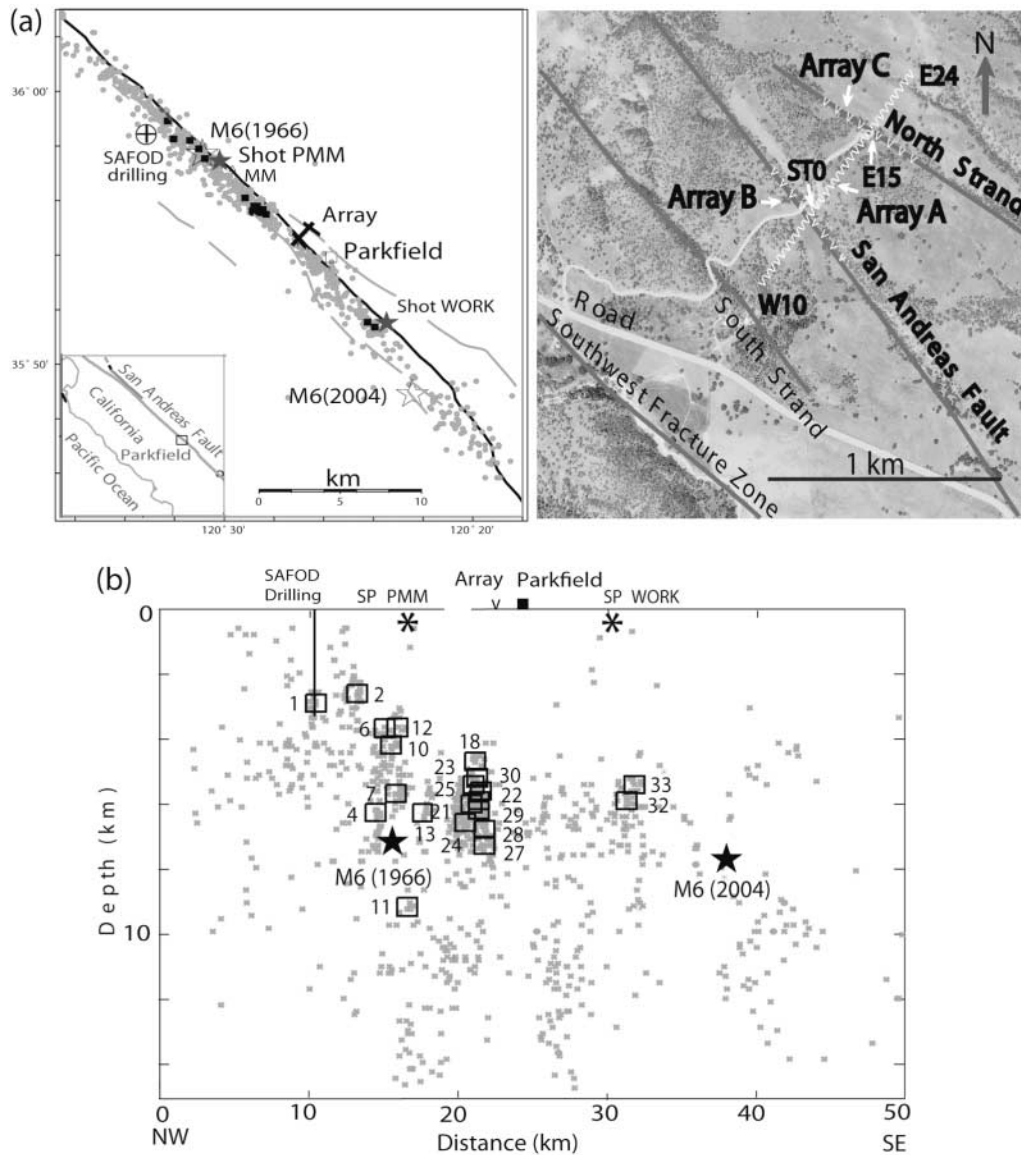 (a)
36° 00'
35° 50'
120° 30'
120° 20'
M6(1966)
Shot PMM
MM
SAFOD
drilling
Array
Parkfield
Shot WORK
M6(2004)
km
0
5
10
San Andreas Fault
California
Parkfield
Pacific Ocean
N
Array C
E24
North Strand
ST0
E15
Array B
Array A
W10
San Andreas Fault
South Strand
Road
Southwest Fracture Zone
1 km
(b)
SAFOD
Drilling
SP PMM
Array Parkfield
v
SP WORK
0
1
2
6
12
10
18
23
30
25
22
7
4
21
29
13
28
24
27
33
32
M6 (1966)
M6 (2004)
11
Depth (km)
10
0 10 20 30 40 50
NW Distance (km) SE